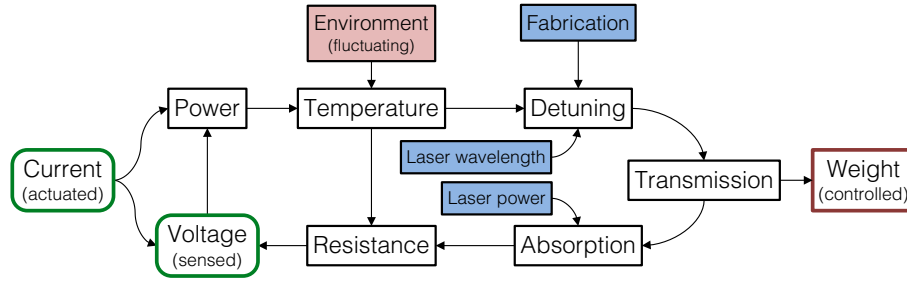 Environment
(fluctuating)
Fabrication
Power
Temperature
Detuning
Current
(actuated)
Laser wavelength
Transmission
Weight
(controlled)
Laser power
Voltage
(sensed)
Resistance
Absorption